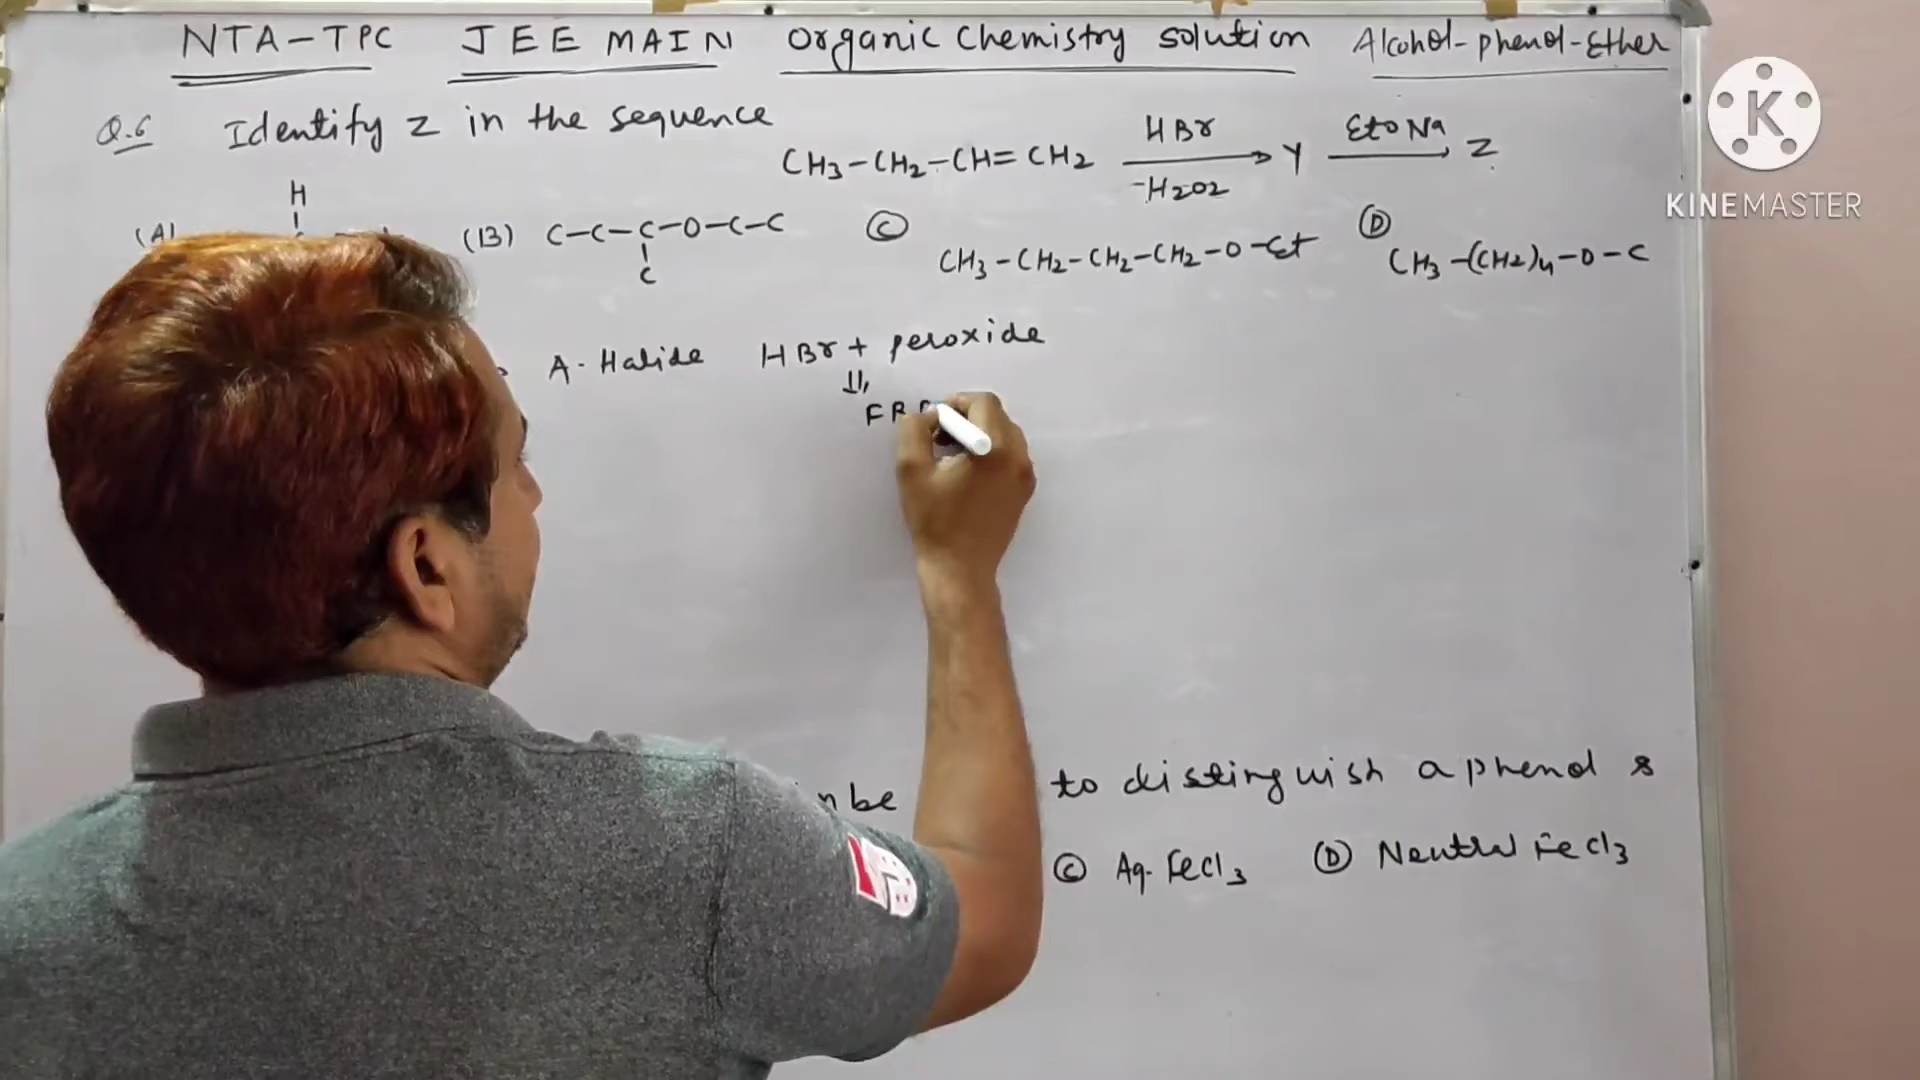 NTA-TPC JEE MAIN Organic Chemistry solution Alcohol-phenol-Ether
Q.6 Identify Z in the sequence
CH3-CH2-CH=CH2 HBr -H2O2 Y EtoNa Z
H
(A) (B) C-C-C-O-C-C
C
(C) CH3-CH2-CH2-CH2-O-Et (D) CH3-(CH2)4-O-C
A-Halide HBr + peroxide
⇓
FR
to distinguish a phenol &
(C) Aq. FeCl3 (D) Neutral FeCl3
K
KINEMASTER